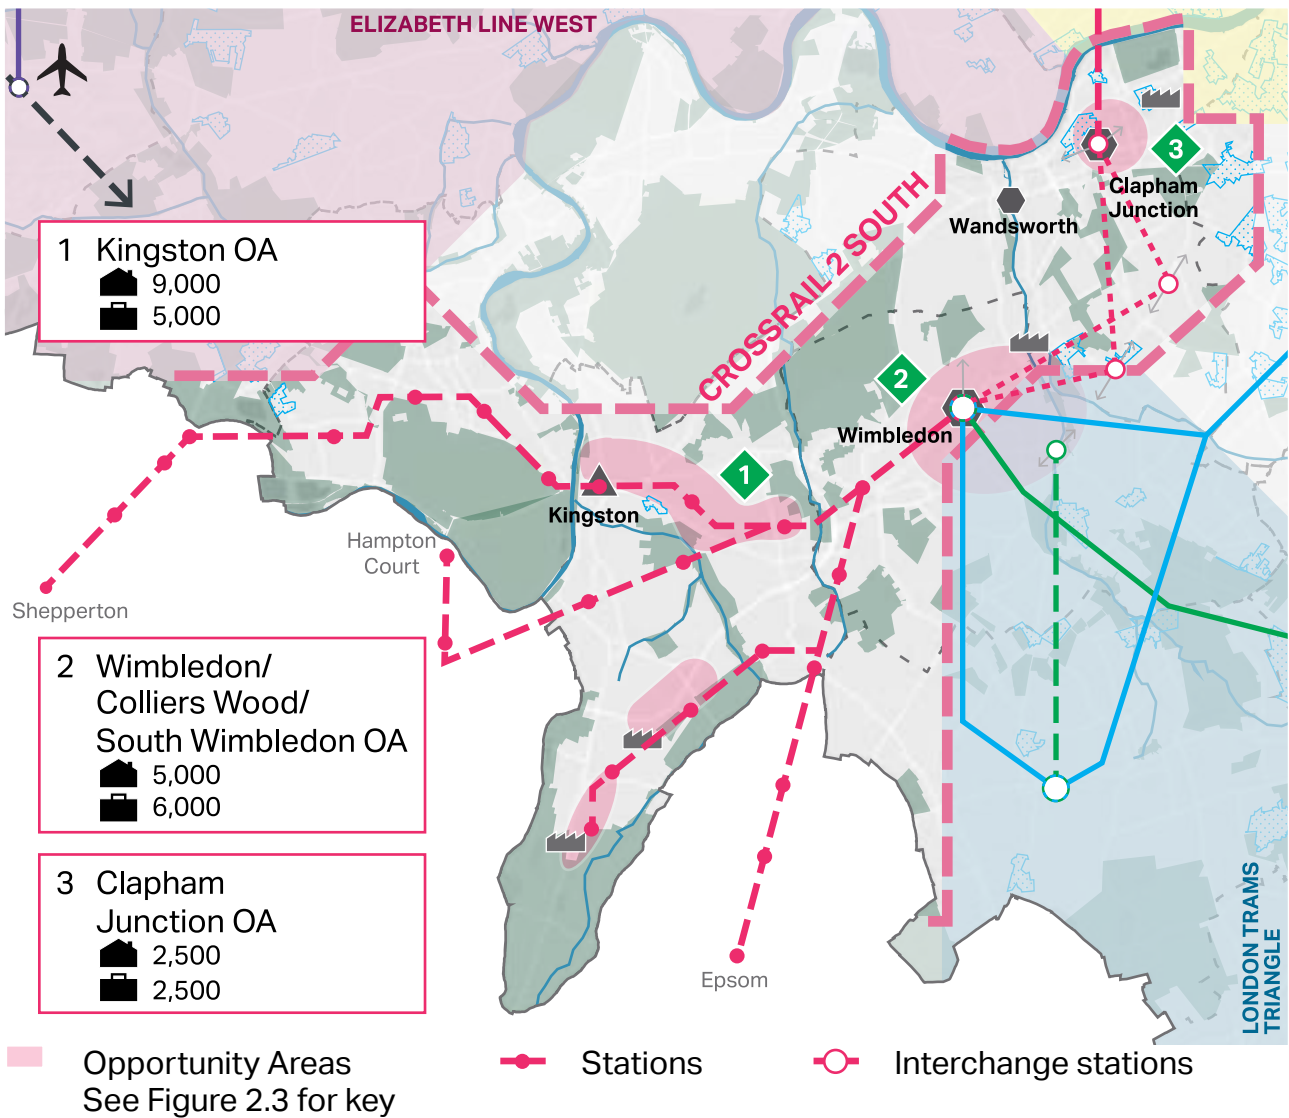 ELIZABETH LINE WEST
1 Kingston OA
9,000
5,000
CROSSRAIL 2 SOUTH
3
Clapham
Junction
Wandsworth
2
Wimbledon
1
Kingston
Hampton
Court
Shepperton
2 Wimbledon/
Colliers Wood/
South Wimbledon OA
5,000
6,000
3 Clapham
Junction OA
2,500
2,500
Epsom
LONDON TRAMS
TRIANGLE
Opportunity Areas
See Figure 2.3 for key
Stations
Interchange stations